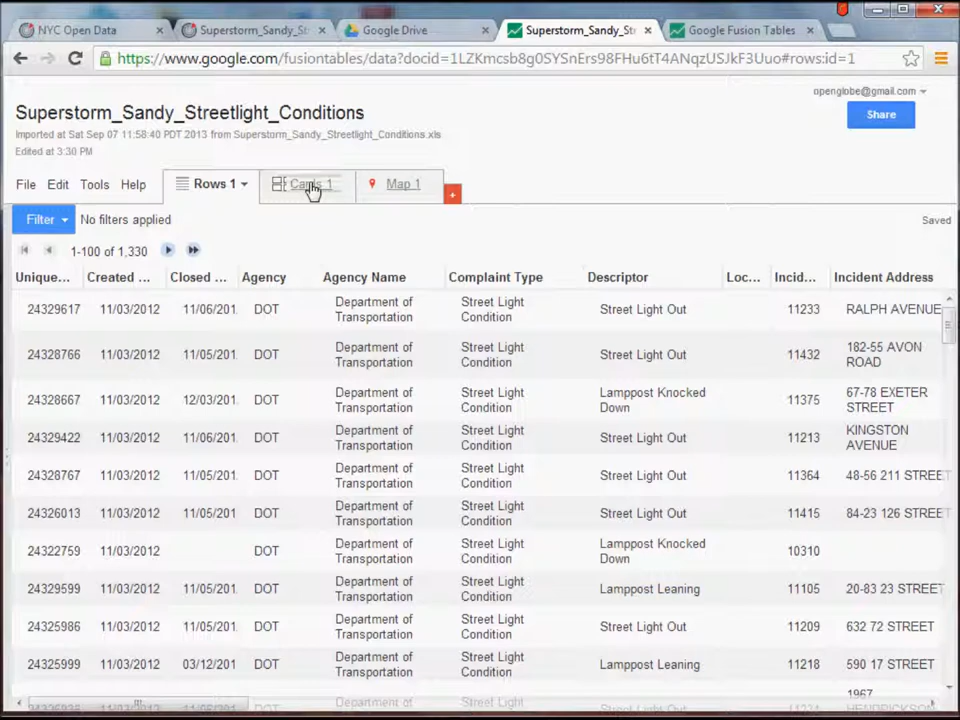 NYC Open Data Superstorm_Sandy_St Google Drive Superstorm_Sandy_St Google Fusion Tables
https://www.google.com/fusiontables/data?docid=1LZKmcsb8g0SYSnErs98FHu6tT4ANqzUSJkF3Uuo#rows:id=1
openglobe@gmail.com
Superstorm_Sandy_Streetlight_Conditions
Share
Imported at Sat Sep 07 11:58:40 PDT 2013 from Superstorm_Sandy_Streetlight_Conditions.xls
Edited at 3:30 PM
File Edit Tools Help Rows 1 Cards 1 Map 1 +
Filter No filters applied Saved
1-100 of 1,330
Unique... Created ... Closed ... Agency Agency Name Complaint Type Descriptor Loc... Incid... Incident Address
24329617 11/03/2012 11/06/201 DOT Department of Transportation Street Light Condition Street Light Out 11233 RALPH AVENUE
24328766 11/03/2012 11/05/201 DOT Department of Transportation Street Light Condition Street Light Out 11432 182-55 AVON ROAD
24328667 11/03/2012 12/03/201 DOT Department of Transportation Street Light Condition Lamppost Knocked Down 11375 67-78 EXETER STREET
24329422 11/03/2012 11/06/201 DOT Department of Transportation Street Light Condition Street Light Out 11213 KINGSTON AVENUE
24328767 11/03/2012 11/05/201 DOT Department of Transportation Street Light Condition Street Light Out 11364 48-56 211 STREET
24326013 11/03/2012 11/05/201 DOT Department of Transportation Street Light Condition Street Light Out 11415 84-23 126 STREET
24322759 11/03/2012 DOT Department of Transportation Street Light Condition Lamppost Knocked Down 10310
24329599 11/03/2012 11/05/201 DOT Department of Transportation Street Light Condition Lamppost Leaning 11105 20-83 23 STREET
24325986 11/03/2012 11/05/201 DOT Department of Transportation Street Light Condition Street Light Out 11209 632 72 STREET
24325999 11/03/2012 03/12/201 DOT Department of Transportation Street Light Condition Lamppost Leaning 11218 590 17 STREET
1967